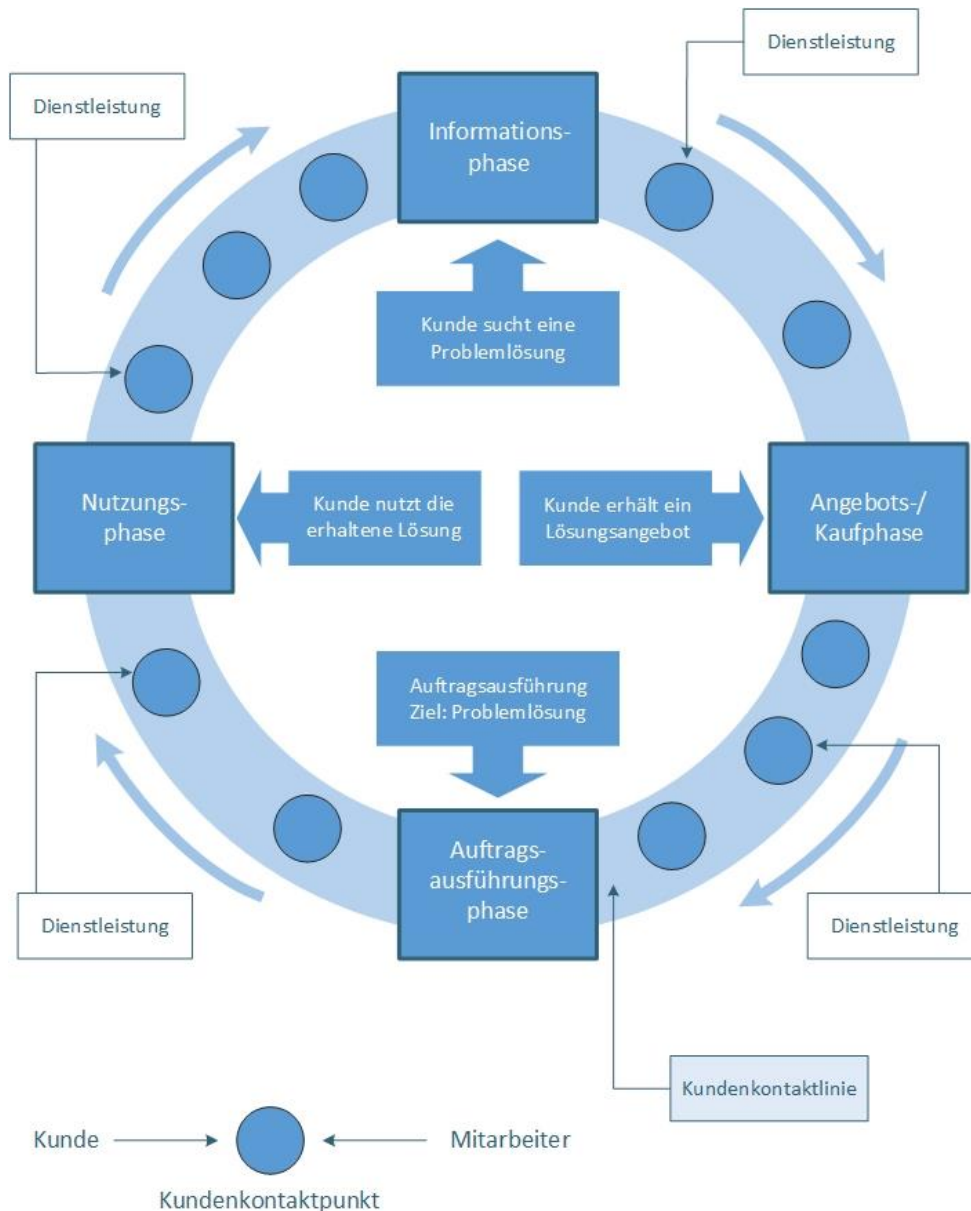 Dienstleistung
Dienstleistung
Informations-
phase
Kunde sucht eine
Problemlösung
Nutzungs-
phase
Kunde nutzt die
erhaltene Lösung
Kunde erhält ein
Lösungsangebot
Angebots-/
Kaufphase
Auftragsausführung
Ziel: Problemlösung
Auftrags-
ausführungs-
phase
Dienstleistung
Dienstleistung
Kundenkontaktlinie
Kunde
Mitarbeiter
Kundenkontaktpunkt